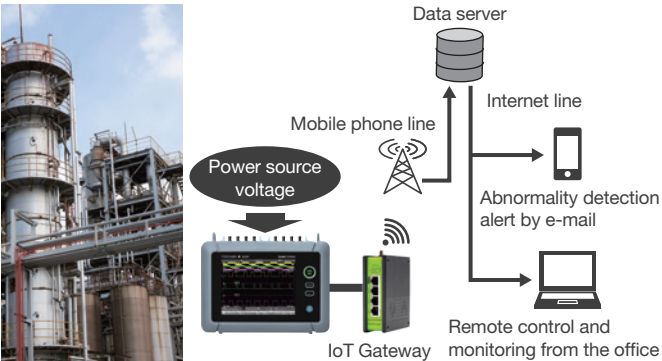 Data server
Internet line
Mobile phone line
Power source
voltage
Abnormality detection
alert by e-mail
IoT Gateway
Remote control and
monitoring from the office